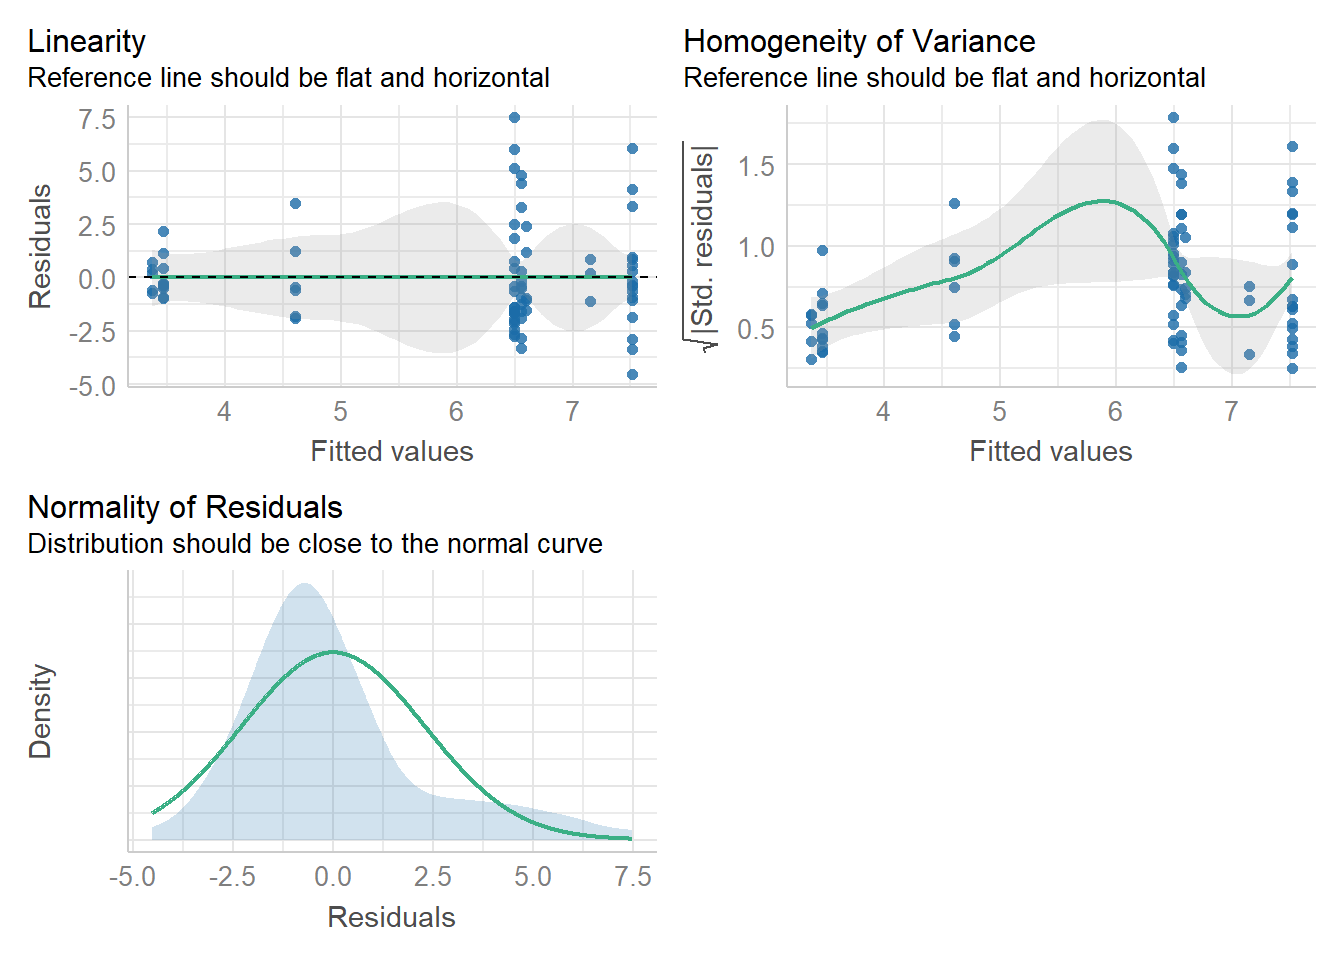 Linearity
Reference line should be flat and horizontal
7.5
5.0
2.5
0.0
-2.5
-5.0
Residuals
4
5
6
7
Fitted values
Homogeneity of Variance
Reference line should be flat and horizontal
1.5
1.0
0.5
√|Std. residuals|
4
5
6
7
Fitted values
Normality of Residuals
Distribution should be close to the normal curve
Density
-5.0
-2.5
0.0
2.5
5.0
7.5
Residuals